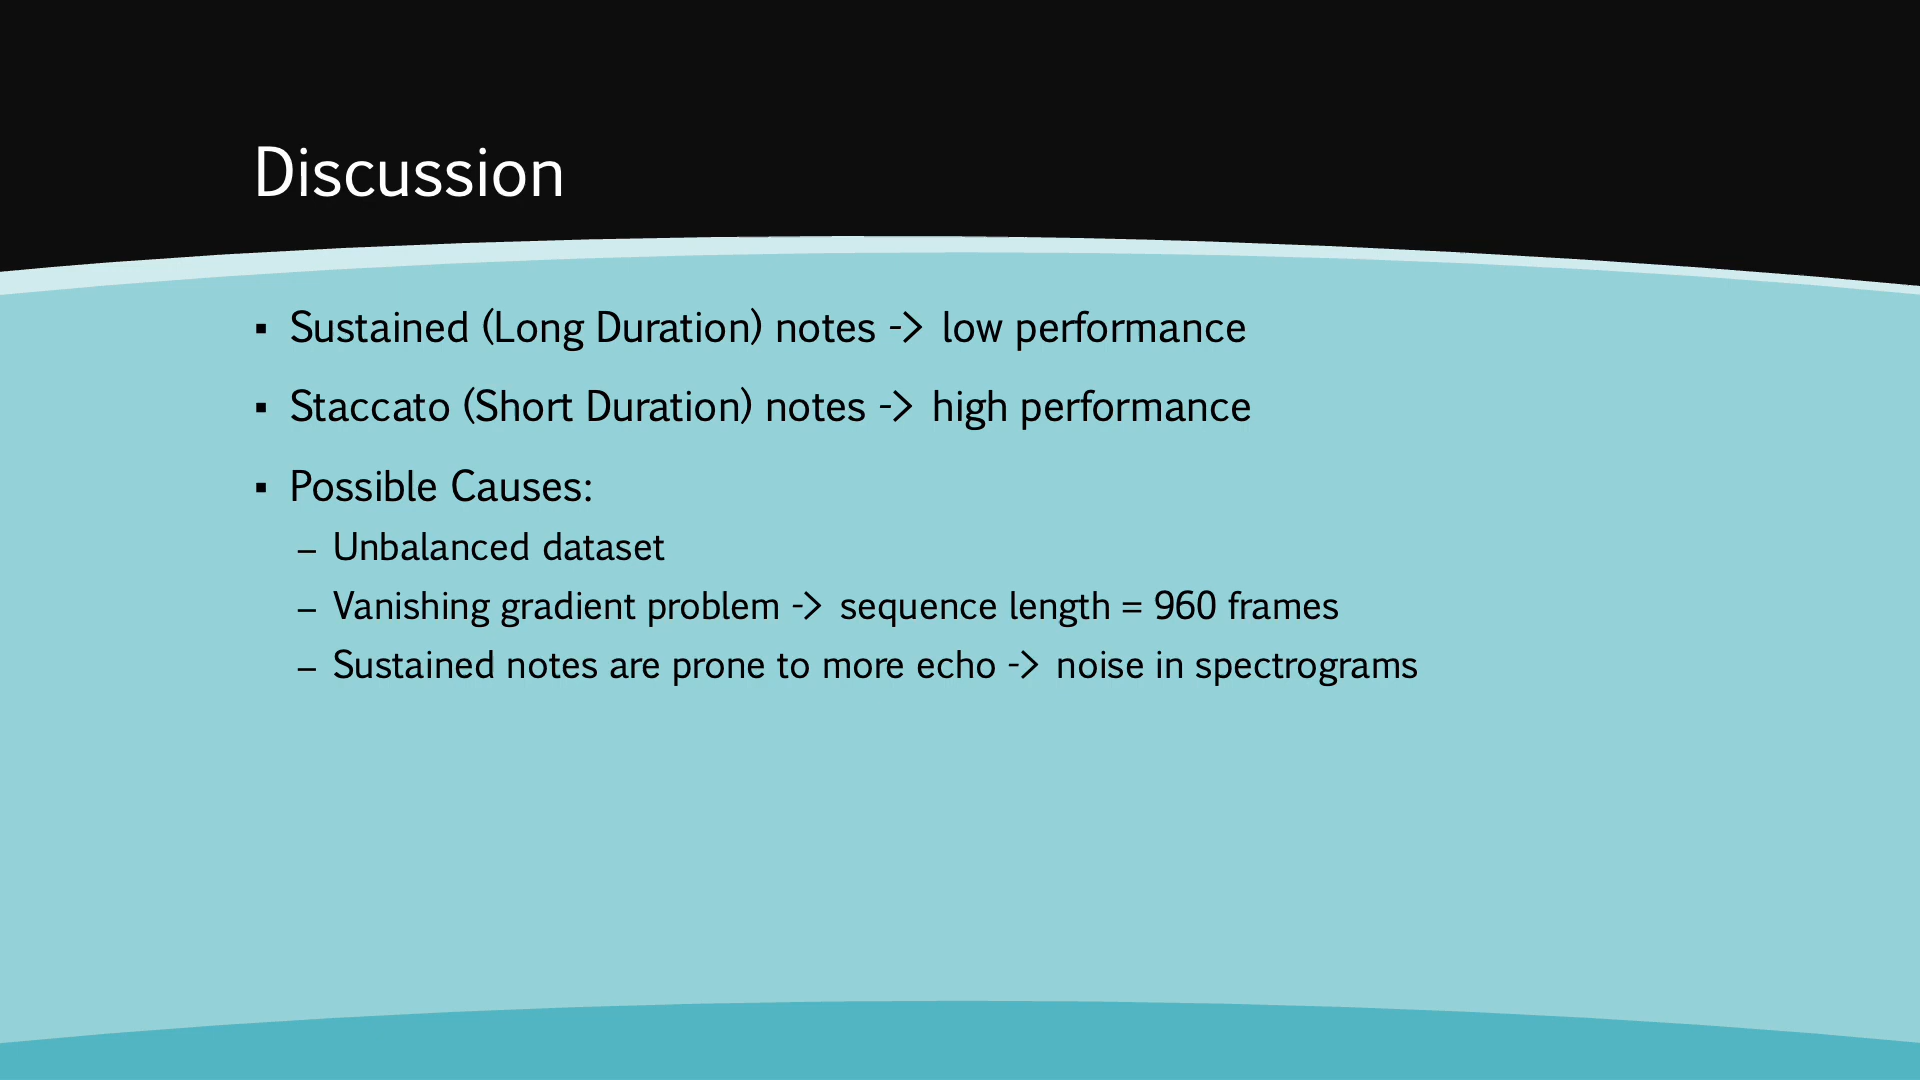 Discussion
▪ Sustained (Long Duration) notes -> low performance
▪ Staccato (Short Duration) notes -> high performance
▪ Possible Causes:
– Unbalanced dataset
– Vanishing gradient problem -> sequence length = 960 frames
– Sustained notes are prone to more echo -> noise in spectrograms